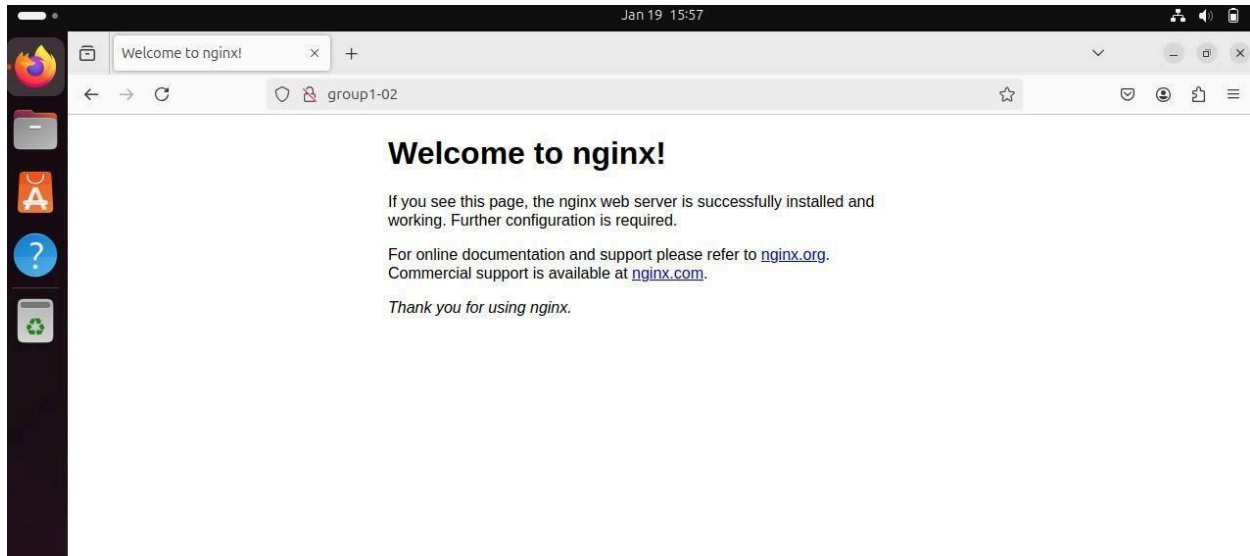 Jan 19 15:57
Welcome to nginx!
group1-02
Welcome to nginx!
If you see this page, the nginx web server is successfully installed and
working. Further configuration is required.
For online documentation and support please refer to nginx.org.
Commercial support is available at nginx.com.
Thank you for using nginx.